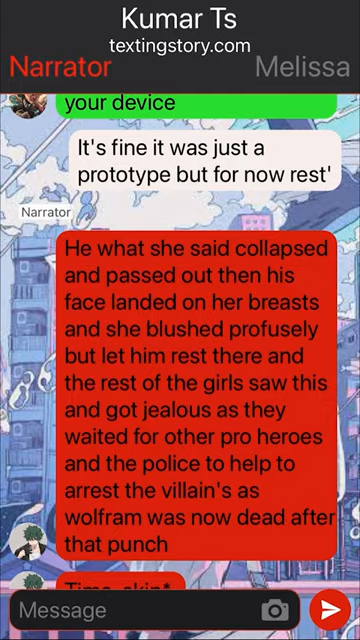 Kumar Ts
textingstory.com
Narrator
Melissa
your device
It's fine it was just a
prototype but for now rest'
Narrator
He what she said collapsed
and passed out then his
face landed on her breasts
and she blushed profusely
but let him rest there and
the rest of the girls saw this
and got jealous as they
waited for other pro heroes
and the police to help to
arrest the villain's as
wolfram was now dead after
that punch
Time-skip*
Message